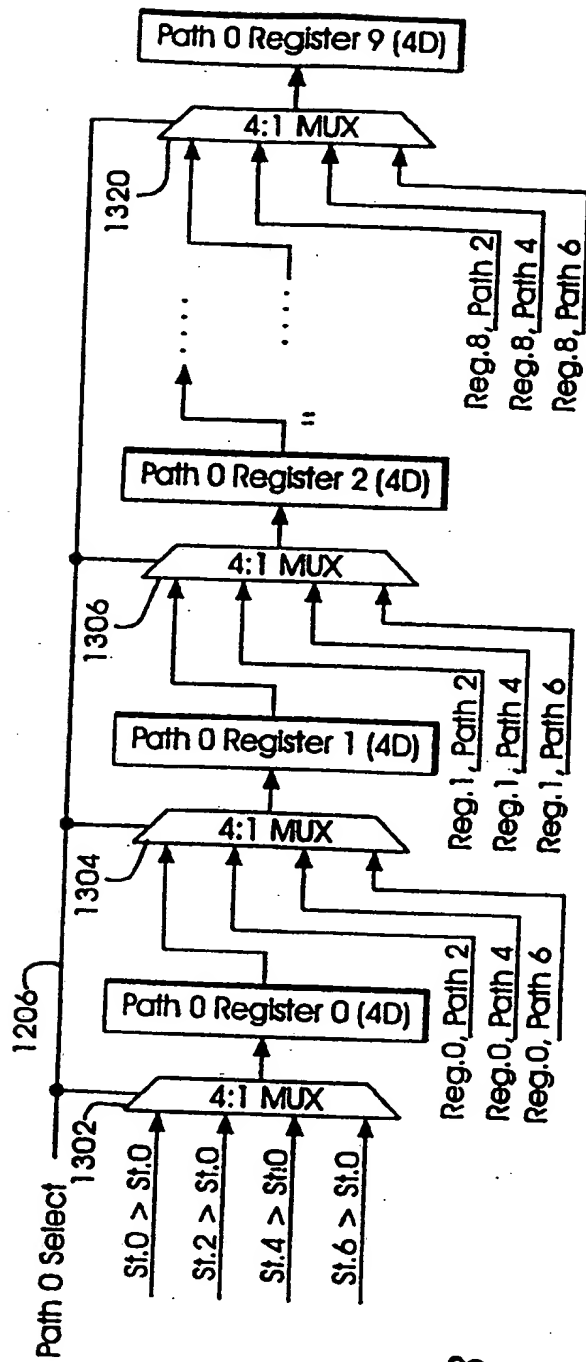 Path 0 Select
1206
1302
4:1 MUX
St.0 > St.0
St.2 > St.0
St.4 > St.0
St.6 > St.0
Path 0 Register 0 (4D)
1304
4:1 MUX
Reg.0, Path 2
Reg.0, Path 4
Reg.0, Path 6
Path 0 Register 1 (4D)
1306
4:1 MUX
Reg.1, Path 2
Reg.1, Path 4
Reg.1, Path 6
Path 0 Register 2 (4D)
1320
4:1 MUX
Reg.8, Path 2
Reg.8, Path 4
Reg.8, Path 6
Path 0 Register 9 (4D)